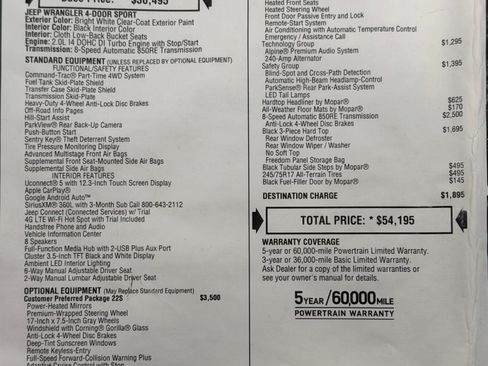 Base Price: $38,495
JEEP WRANGLER 4-DOOR SPORT
Exterior Color: Bright White Clear-Coat Exterior Paint
Interior Color: Black Interior Color
Interior: Cloth Low-Back Bucket Seats
Engine: 2.0L I4 DOHC DI Turbo Engine with Stop/Start
Transmission: 8-Speed Automatic 850RE Transmission
STANDARD EQUIPMENT (UNLESS REPLACED BY OPTIONAL EQUIPMENT)
FUNCTIONAL/SAFETY FEATURES
Command-Trac® Part-Time 4WD System
Fuel Tank Skid-Plate Shield
Transfer Case Skid-Plate Shield
Transmission Skid-Plate
Heavy-Duty 4-Wheel Anti-Lock Disc Brakes
Off-Road Info Pages
Hill-Start Assist
ParkView® Rear Back-Up Camera
Push-Button Start
Sentry Key® Theft Deterrent System
Tire Pressure Monitoring Display
Advanced Multistage Front Air Bags
Supplemental Front Seat-Mounted Side Air Bags
Supplemental Side Air Bags
INTERIOR FEATURES
Uconnect® 5 with 12.3-Inch Touch Screen Display
Apple CarPlay®
Google Android Auto™
SiriusXM® 360L with 3-Month Sub Call 800-643-2112
Jeep Connect (Connected Services) w/ Trial
4G LTE Wi-Fi Hot Spot with Trial Included
Handsfree Phone and Audio
Vehicle Information Center
8 Speakers
Full-Function Media Hub with 2-USB Plus Aux Port
Cluster 3.5-Inch TFT Black and White Display
Ambient LED Interior Lighting
6-Way Manual Adjustable Driver Seat
2-Way Manual Lumbar Adjustable Driver Seat
OPTIONAL EQUIPMENT (May Replace Standard Equipment)
Customer Preferred Package 22S $3,500
Power-Heated Mirrors
Premium-Wrapped Steering Wheel
17-Inch x 7.5-Inch Gray Wheels
Windshield with Corning® Gorilla® Glass
Anti-Lock 4-Wheel Disc Brakes
Deep-Tint Sunscreen Windows
Remote Keyless-Entry
Full-Speed Forward-Collision Warning Plus
Adaptive Cruise Control with Stop
Heated Front Seats
Heated Steering Wheel
Front Door Passive Entry and Lock
Remote-Start System
Air Conditioning with Automatic Temperature Control
Emergency / Assistance Call
Technology Group $1,295
Alpine® Premium Audio System
240-Amp Alternator
Safety Group $1,395
Blind-Spot and Cross-Path Detection
Automatic High-Beam Headlamp-Control
ParkSense® Rear Park-Assist System
LED Tail Lamps
Hardtop Headliner by Mopar® $625
All-Weather Floor Mats by Mopar® $170
8-Speed Automatic 850RE Transmission $2,500
Anti-Lock 4-Wheel Disc Brakes
Black 3-Piece Hard Top $1,695
Rear Window Defroster
Rear Window Wiper / Washer
No Soft Top
Freedom Panel Storage Bag
Black Tubular Side Steps by Mopar® $495
245/75R17 All-Terrain Tires $495
Black Fuel-Filler Door by Mopar® $145
DESTINATION CHARGE $1,895
TOTAL PRICE: * $54,195
WARRANTY COVERAGE
5-year or 60,000-mile Powertrain Limited Warranty.
3-year or 36,000-mile Basic Limited Warranty.
Ask Dealer for a copy of the limited warranties or
see your owner's manual for details.
5YEAR/60,000MILE
POWERTRAIN WARRANTY